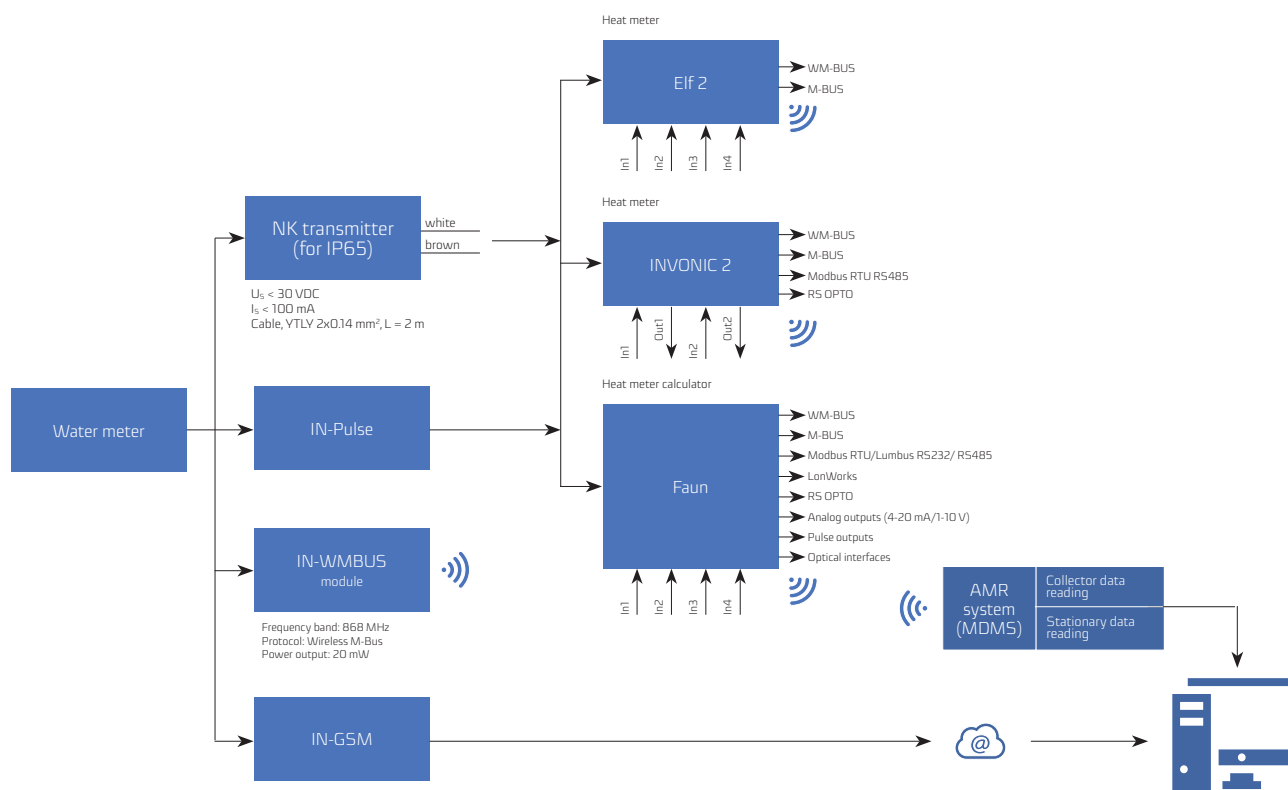 Heat meter
Elf 2
WM-BUS
M-BUS
In1
In2
In3
In4
NK transmitter
(for IP65)
white
brown
U₅ < 30 VDC
I₅ < 100 mA
Cable, YTLY 2x0.14 mm², L = 2 m
Heat meter
INVONIC 2
WM-BUS
M-BUS
Modbus RTU RS485
RS OPTO
In1
Out1
In2
Out2
Water meter
IN-Pulse
Heat meter calculator
Faun
WM-BUS
M-BUS
Modbus RTU/Lumbus RS232/ RS485
LonWorks
RS OPTO
Analog outputs (4-20 mA/1-10 V)
Pulse outputs
Optical interfaces
In1
In2
In3
In4
IN-WMBUS
module
Frequency band: 868 MHz
Protocol: Wireless M-Bus
Power output: 20 mW
AMR
system
(MDMS)
Collector data
reading
Stationary data
reading
IN-GSM
@